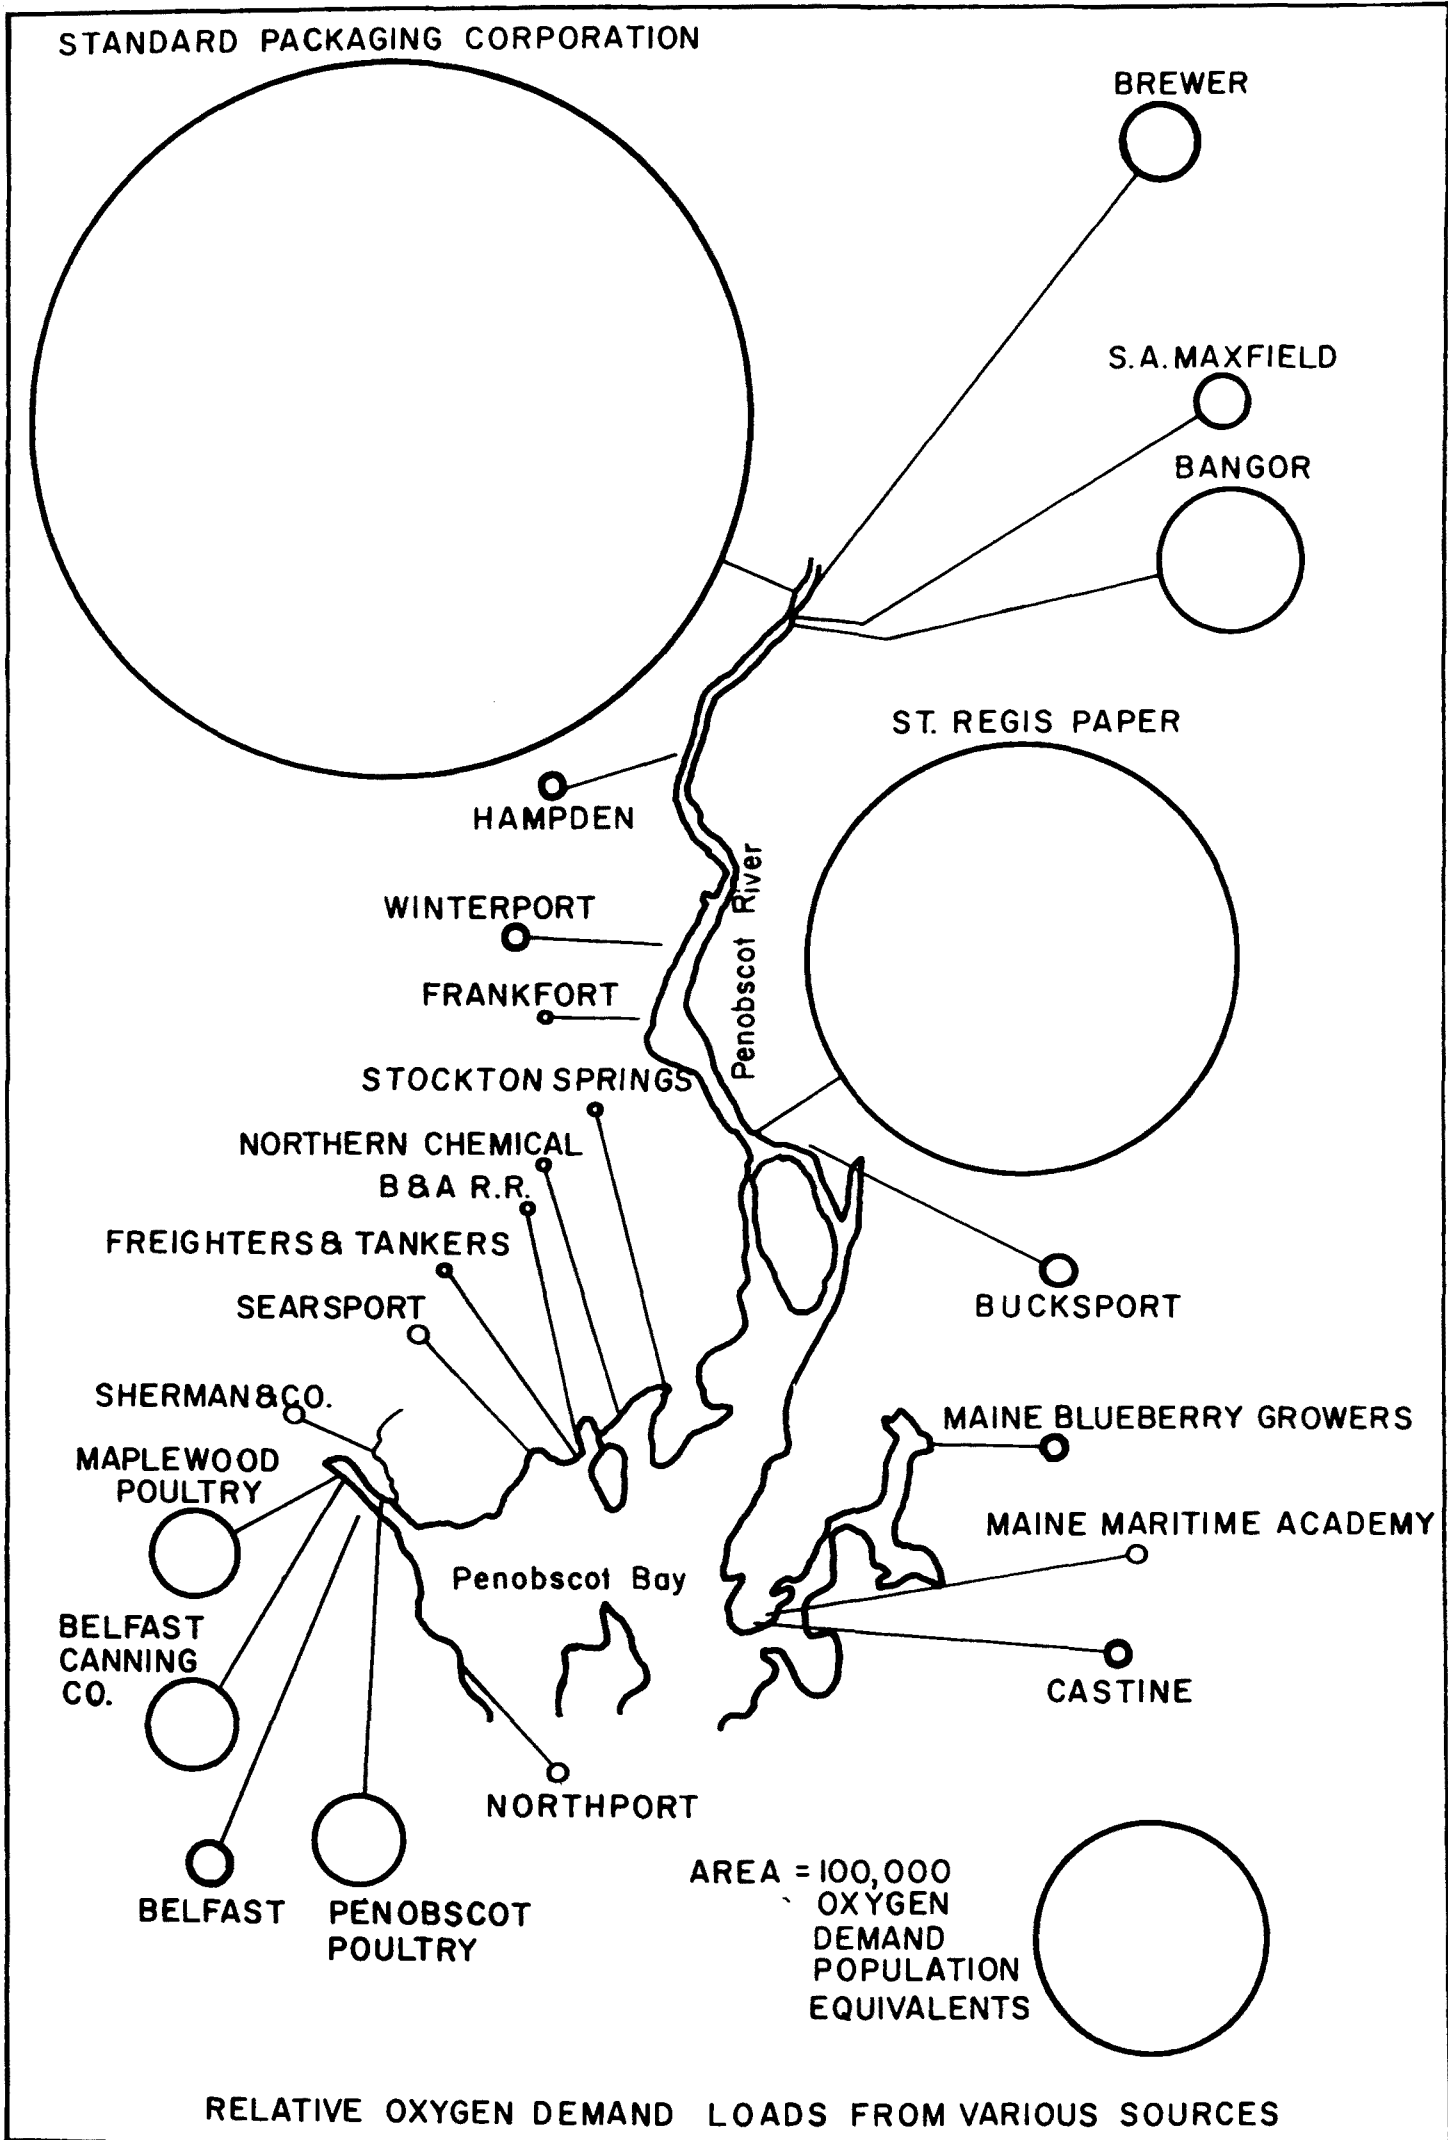 STANDARD PACKAGING CORPORATION
BREWER
S.A. MAXFIELD
BANGOR
ST. REGIS PAPER
HAMPDEN
Penobscot River
WINTERPORT
FRANKFORT
STOCKTON SPRINGS
NORTHERN CHEMICAL
B & A R.R.
FREIGHTERS & TANKERS
SEARSPORT
BUCKSPORT
SHERMAN & CO.
MAPLEWOOD
POULTRY
MAINE BLUEBERRY GROWERS
MAINE MARITIME ACADEMY
Penobscot Bay
BELFAST
CANNING
CO.
CASTINE
NORTHPORT
BELFAST
PENOBSCOT
POULTRY
AREA = 100,000
OXYGEN
DEMAND
POPULATION
EQUIVALENTS
RELATIVE OXYGEN DEMAND LOADS FROM VARIOUS SOURCES